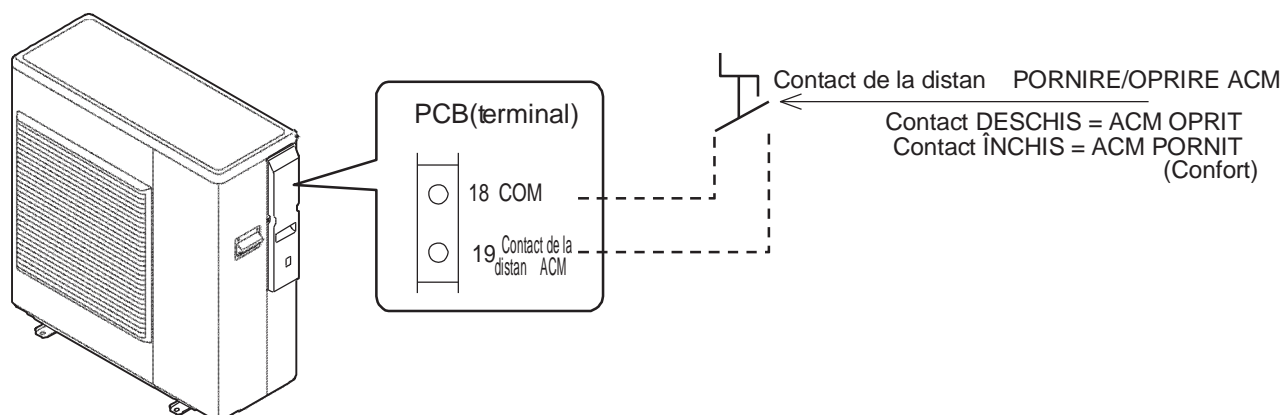 PCB(terminal)
18 COM
19 Contact de la
distan ACM
Contact de la distan PORNIRE/OPRIRE ACM
Contact DESCHIS = ACM OPRIT
Contact ÎNCHIS = ACM PORNIT
(Confort)